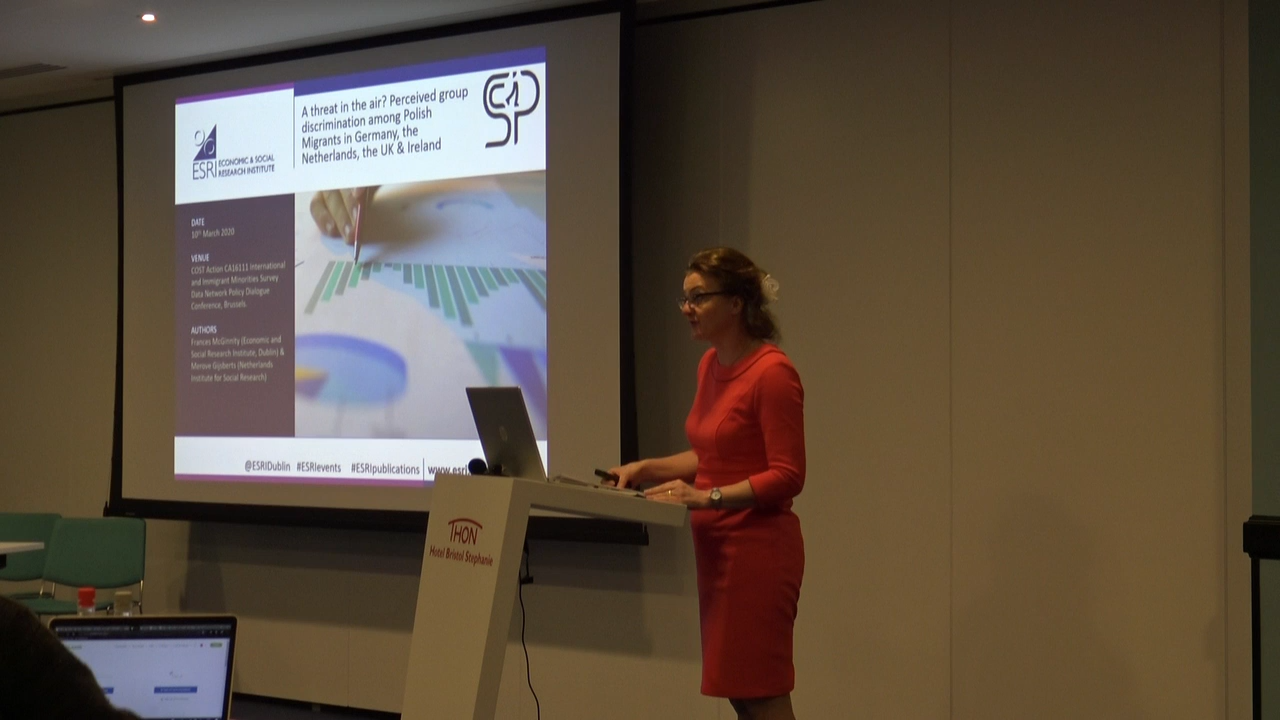 A threat in the air? Perceived group
discrimination among Polish
Migrants in Germany, the
Netherlands, the UK & Ireland
CiSP
ESRI
ECONOMIC & SOCIAL
RESEARCH INSTITUTE
DATE
10th March 2020
VENUE
COST Action CA16111 International
and Immigrant Minorities Survey
Data Network Policy Dialogue
Conference, Brussels.
AUTHORS
Frances McGinnity (Economic and
Social Research Institute, Dublin) &
Merove Gijsberts (Netherlands
Institute for Social Research)
@ESRIDublin #ESRIevents #ESRIpublications www.esri
THON
Hotel Bristol Stephanie